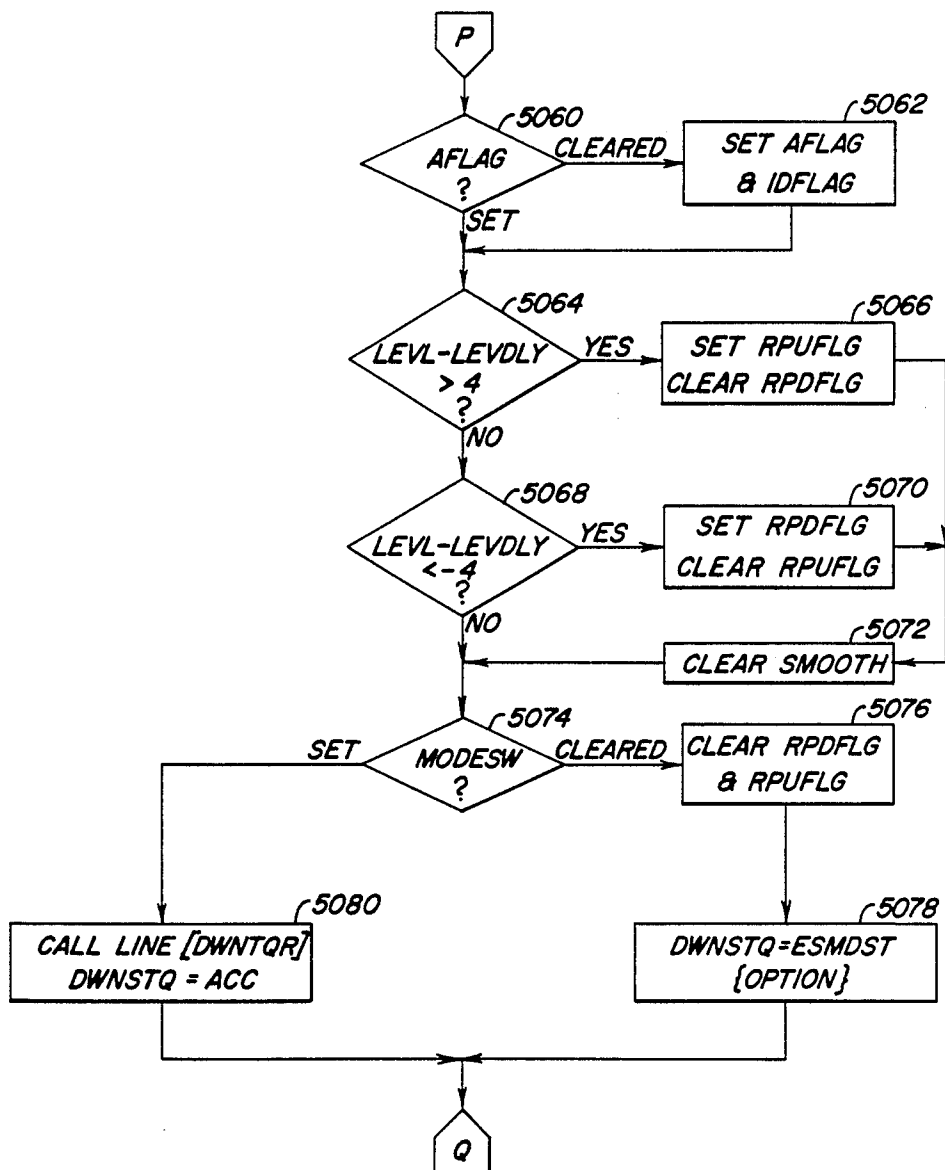 P
5060
AFLAG
?
CLEARED
SET
5062
SET AFLAG
& IDFLAG
5064
LEVL-LEVDLY
> 4
?
YES
NO
5066
SET RPUFLG
CLEAR RPDFLG
5068
LEVL-LEVDLY
<-4
?
YES
NO
5070
SET RPDFLG
CLEAR RPUFLG
5072
CLEAR SMOOTH
5074
MODESW
?
SET
CLEARED
5076
CLEAR RPDFLG
& RPUFLG
5080
CALL LINE [DWNTQR]
DWNSTQ = ACC
5078
DWNSTQ=ESMDST
{OPTION}
Q